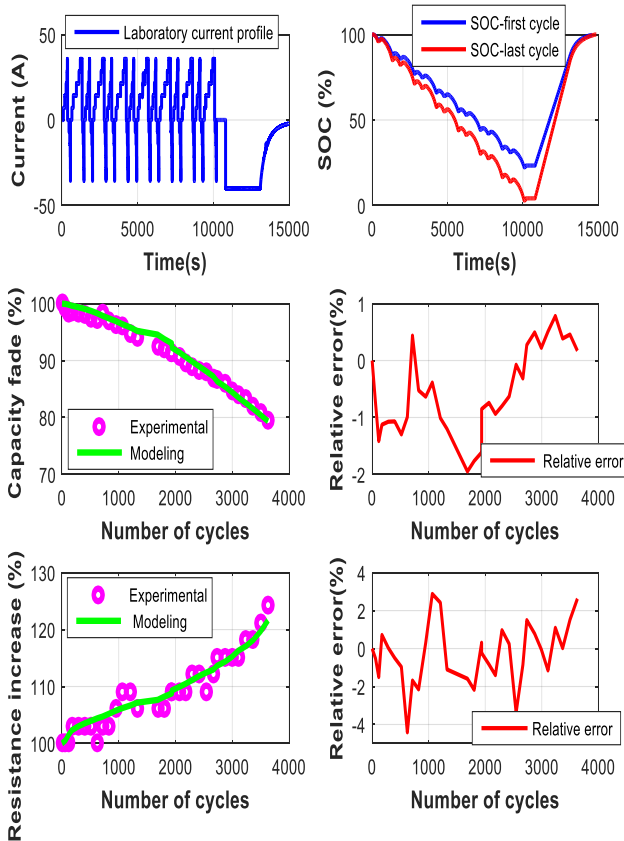 Laboratory current profile
Current (A)
50
0
-50
0
5000
10000
15000
Time(s)
SOC-first cycle
SOC-last cycle
SOC (%)
100
50
0
0
5000
10000
15000
Time(s)
Capacity fade (%)
100
90
80
70
Experimental
Modeling
0
1000
2000
3000
4000
Number of cycles
Relative error(%)
1
0
-1
-2
Relative error
0
1000
2000
3000
4000
Number of cycles
Resistance increase (%)
130
120
110
100
Experimental
Modeling
0
1000
2000
3000
4000
Number of cycles
Relative error(%)
4
2
0
-2
-4
Relative error
0
1000
2000
3000
4000
Number of cycles